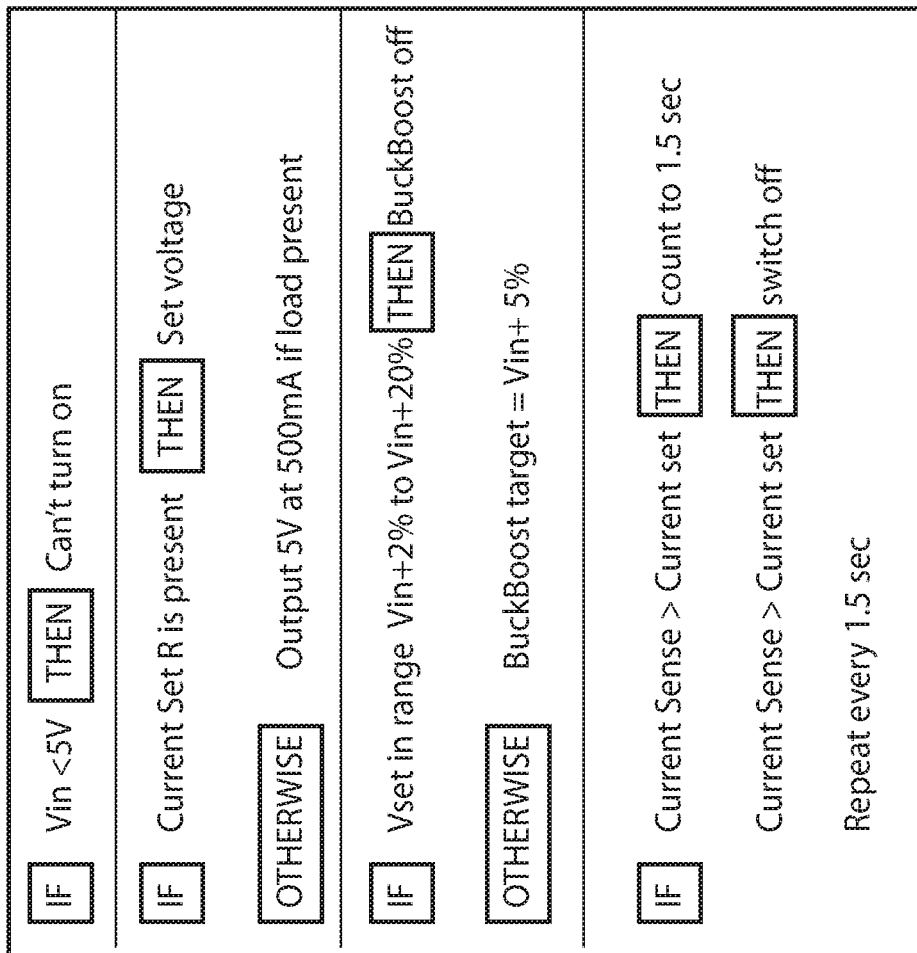 IF Vin <5V THEN Can't turn on
IF Current Set R is present THEN Set voltage
OTHERWISE Output 5V at 500mA if load present
IF Vset in range Vin+2% to Vin+20% THEN BuckBoost off
OTHERWISE BuckBoost target = Vin+ 5%
IF Current Sense > Current set THEN count to 1.5 sec
Current Sense > Current set THEN switch off
Repeat every 1.5 sec